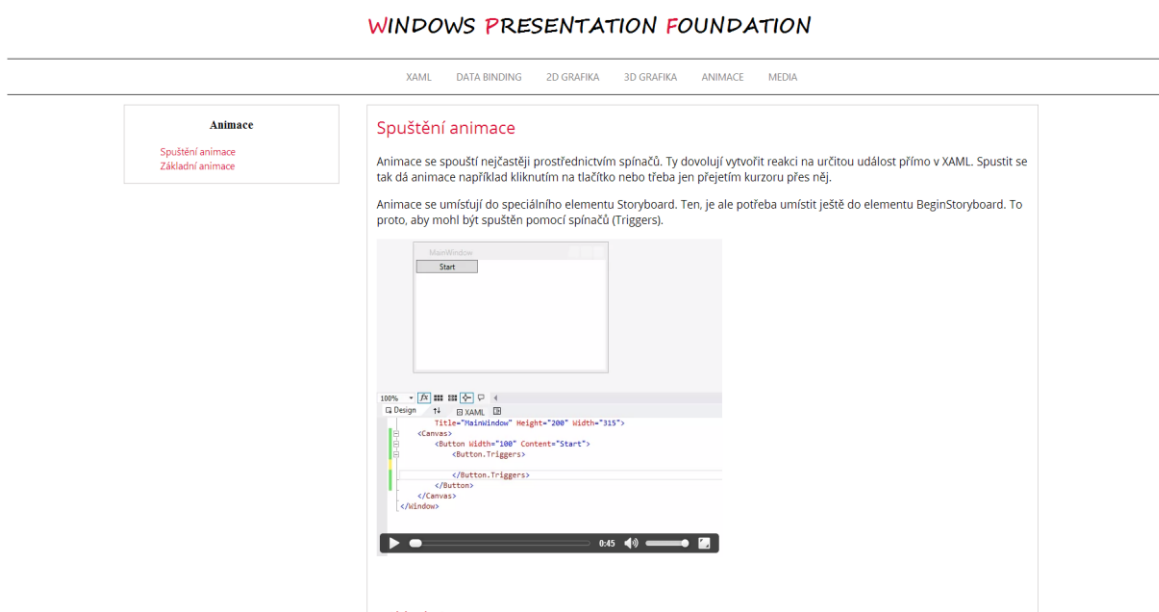 WINDOWS PRESENTATION FOUNDATION
XAML DATA BINDING 2D GRAFIKA 3D GRAFIKA ANIMACE MEDIA
Animace
Spuštění animace
Základní animace
Spuštění animace
Animace se spouští nejčastěji prostřednictvím spínačů. Ty dovolují vytvořit reakci na určitou událost přímo v XAML. Spustit se
tak dá animace například kliknutím na tlačítko nebo třeba jen přejetím kurzoru přes něj.
Animace se umísťují do speciálního elementu Storyboard. Ten, je ale potřeba umístit ještě do elementu BeginStoryboard. To
proto, aby mohl být spuštěn pomocí spínačů (Triggers).
MainWindow
Start
100% fx
Design XAML
Title="MainWindow" Height="200" Width="315">
<Canvas>
<Button Width="100" Content="Start">
<Button.Triggers>
</Button.Triggers>
</Button>
</Canvas>
</Window>
0:45